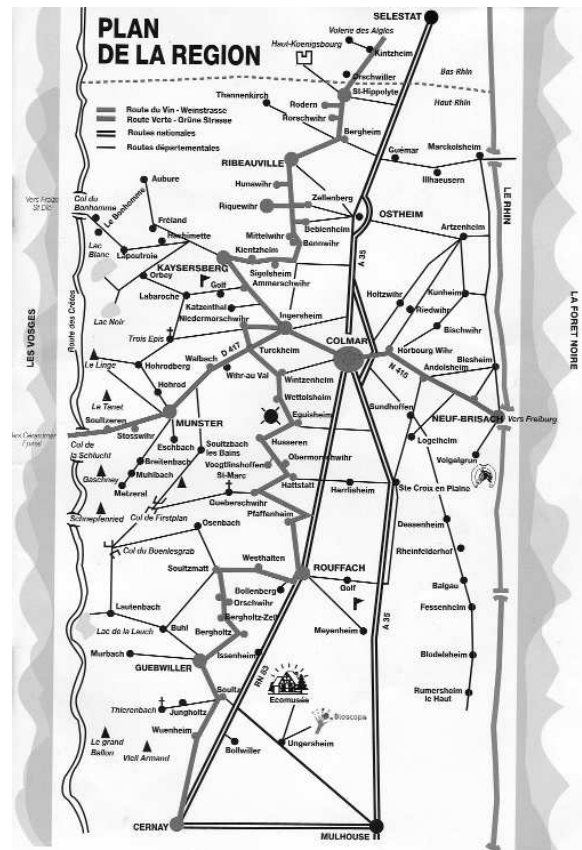 PLAN
DE LA REGION
SELESTAT
Volerie des Aigles
Kintzheim
Haut-Koenigsbourg
Orschwiller
St-Hippolyte
Bas Rhin
Haut-Rhin
Thannenkirch
Rodern
Rorschwihr
Bergheim
Route du Vin - Weinstrasse
Route Verte - Grüne Strasse
Routes nationales
Routes départementales
Guémar
Marckolsheim
Illhaeusern
RIBEAUVILLE
Hunawihr
Zellenberg
Riquewihr
OSTHEIM
Beblenheim
Mittelwihr
Bennwihr
LE RHIN
Aubure
Col du
Bonhomme
Le Bonhomme
Fréland
Hachimette
Lac
Blanc
Lapoutroie
Kientzheim
KAYSERSBERG
Sigolsheim
Ammerschwihr
A 35
Artzenheim
Orbey
Golf
Labaroche
Katzenthal
Niedermorschwihr
Ingersheim
Holtzwihr
Kunheim
Riedwihr
Bischwihr
Lac Noir
Trois Epis
LES VOSGES
Route des Crêtes
LA FORET NOIRE
COLMAR
Horbourg Wihr
Turckheim
D 417
Walbach
Le Linge
Hohrodberg
Wihr-au Val
Wintzenheim
N 415
Andolsheim
Biesheim
Hohrod
Wettolsheim
Le Tanet
MUNSTER
Eguisheim
Sundhoffen
NEUF-BRISACH
Vers Freiburg
Soultzeren
Stosswihr
Col de
la Schlucht
Eschbach
Soultzbach
les Bains
Husseren
Logelheim
Breitenbach
Voegtlinshoffen
Obermorschwihr
Volgelgrun
Gaschney
Muhlbach
St-Marc
Hattstatt
Metzeral
Gueberschwihr
Herrlisheim
Ste Croix en Plaine
Schnepfenried
Col de Firstplan
Pfaffenheim
Dessenheim
Osenbach
Col du Boenlesgrab
Westhalten
Rheinfelderhof
Soultzmatt
ROUFFACH
Bollenberg
Golf
Balgau
Orschwihr
Lautenbach
Bergholtz-Zell
Fessenheim
Lac de la Lauch
Buhl
Bergholtz
Meyenheim
A 35
Murbach
Issenheim
Blodelsheim
GUEBWILLER
RN 83
Soultz
Ecomusée
Rumersheim
le Haut
Thierenbach
Jungholtz
Bioscope
Wuenheim
Ungersheim
Le grand
Ballon
Vieil Armand
Bollwiller
CERNAY
MULHOUSE